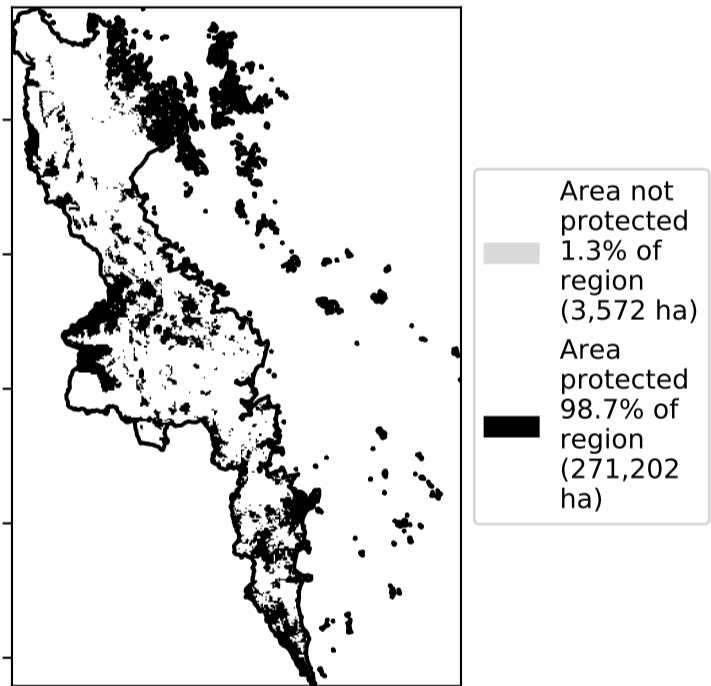 Area not
protected
1.3% of
region
(3,572 ha)
Area
protected
98.7% of
region
(271,202
ha)